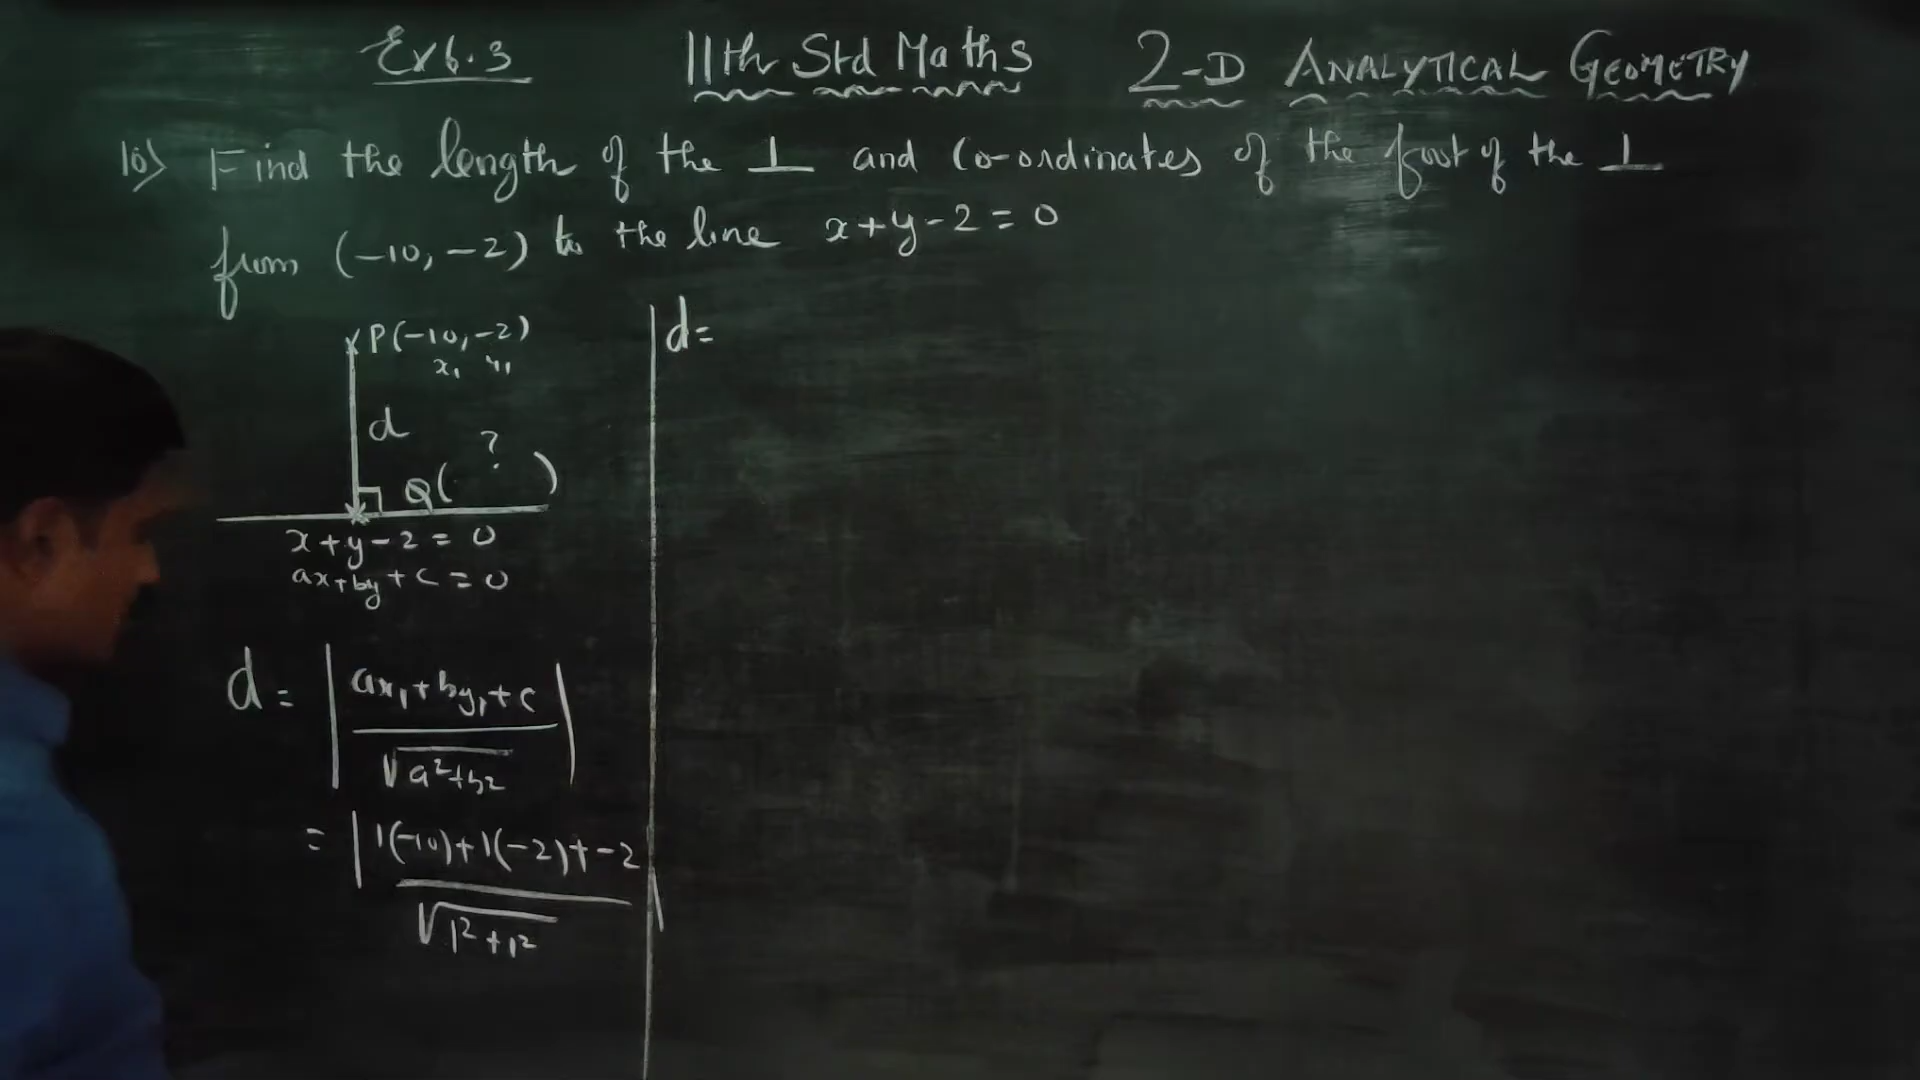 Ex 6.3 11th Std Maths 2-D ANALYTICAL GEOMETRY
10) Find the length of the ⊥ and Co-ordinates of the foot of the ⊥
from (-10, -2) to the line x+y-2=0
P(-10, -2)
x₁ y₁
d
?
Q( )
x+y-2=0
ax+by+c=0
d = |ax₁+by₁+c / √a²+b²|
= |1(-10)+1(-2)+-2 / √1²+1²|
d=